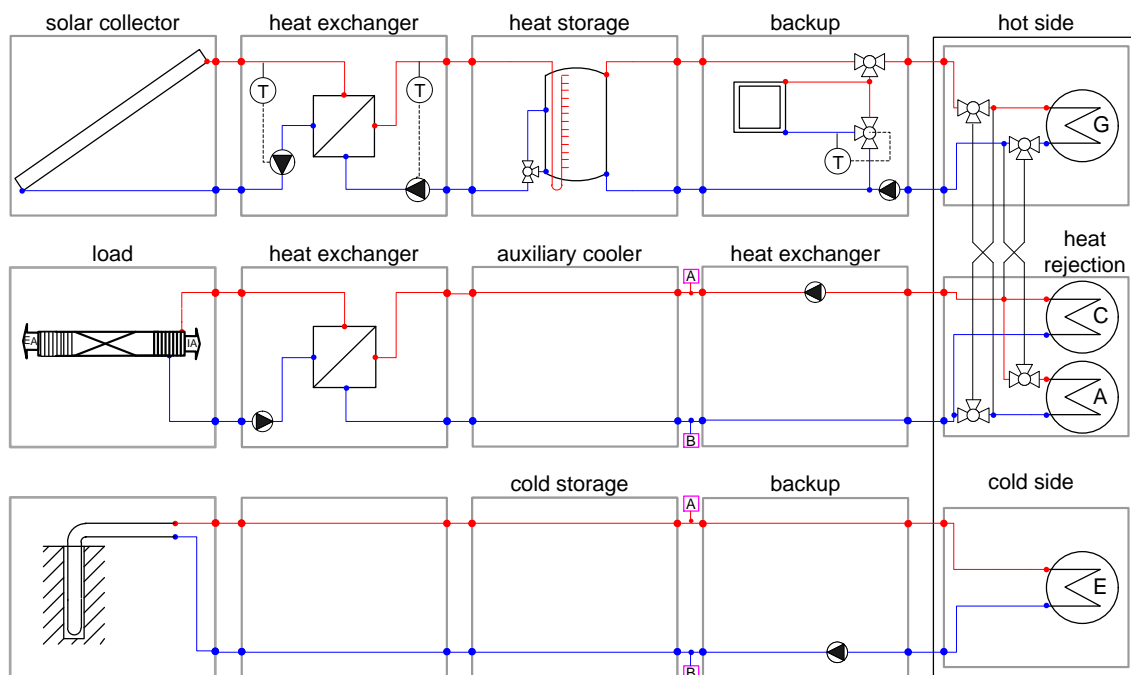 solar collector
heat exchanger
heat storage
backup
hot side
T
T
T
G
load
heat exchanger
auxiliary cooler
A
heat exchanger
heat
rejection
EA
IA
C
A
B
cold storage
A
backup
cold side
E
B